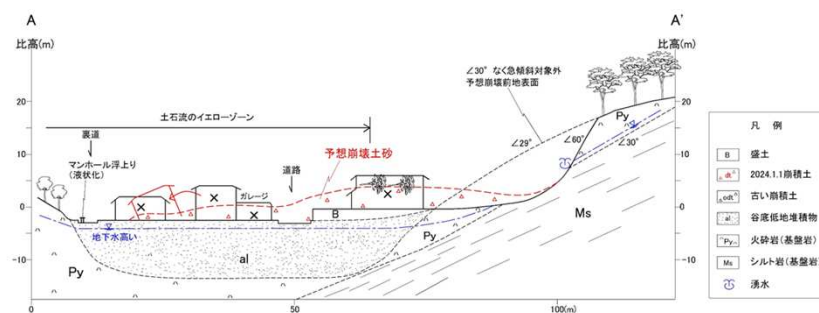 A
A'
比高(m)
比高(m)
∠30° なく急傾斜対象外
予想崩壊前地表面
20
20
Py
土石流のイエローゾーン
∠29°
∠60°
∠30°
裏道
マンホール浮上り
(液状化)
ガレージ
道路
予想崩壊土砂
10
10
0
0
B
Ms
地下水高い
al
Py
Py
-10
-10
0
50
100(m)
凡 例
B 盛土
dt 2024.1.1崩積土
odt 古い崩積土
al 谷底低地堆積物
Py 火砕岩(基盤岩)
Ms シルト岩(基盤岩)
湧水